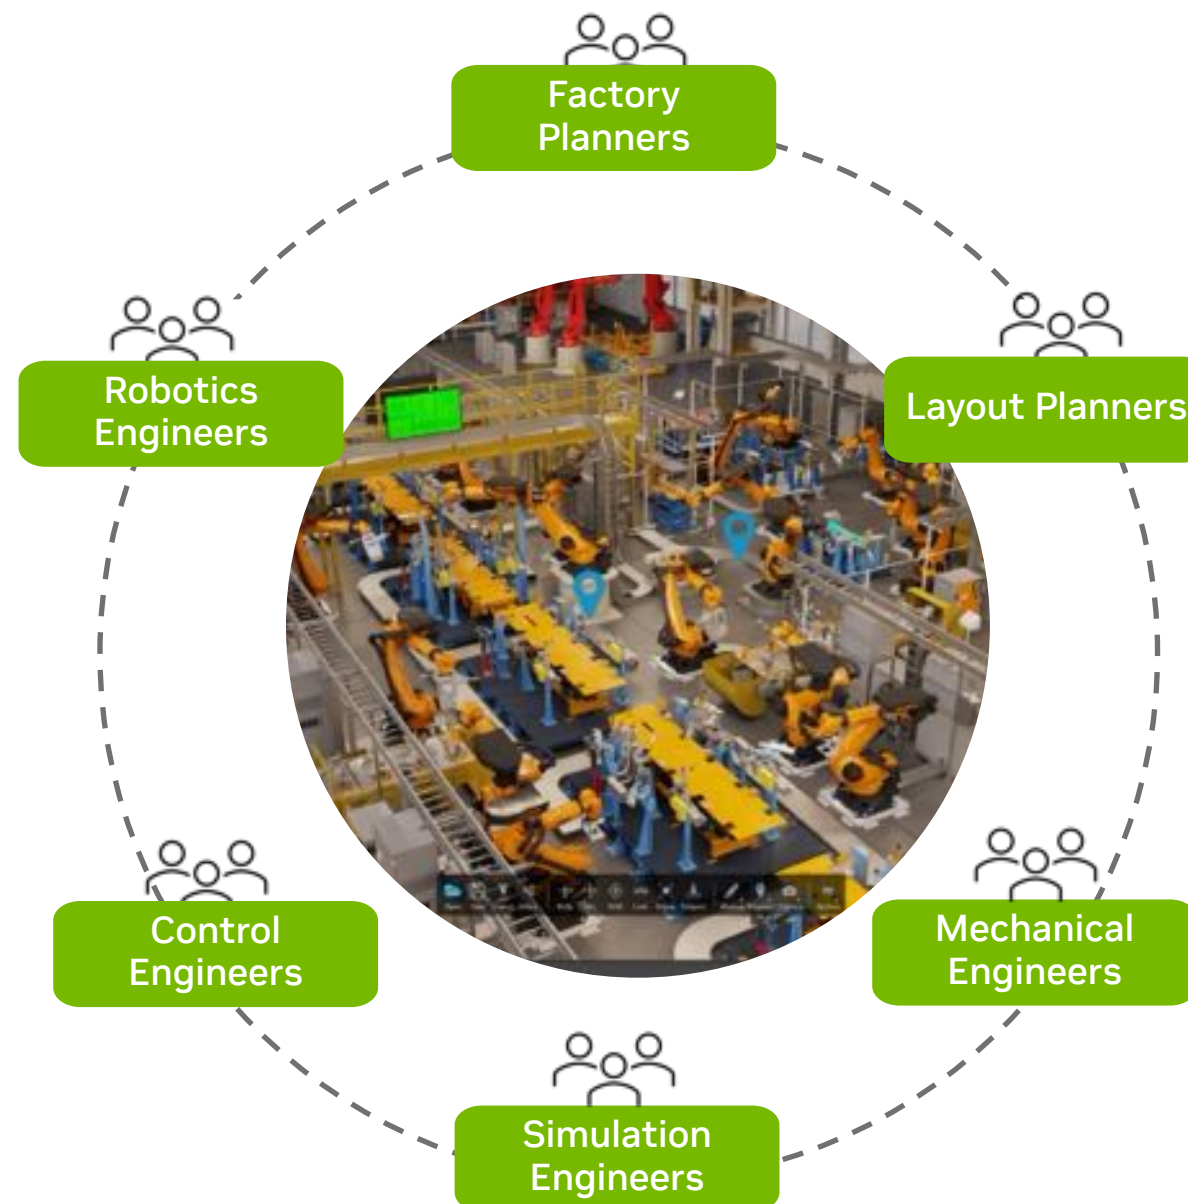 Factory
Planners
Robotics
Engineers
Layout Planners
Control
Engineers
Mechanical
Engineers
Simulation
Engineers